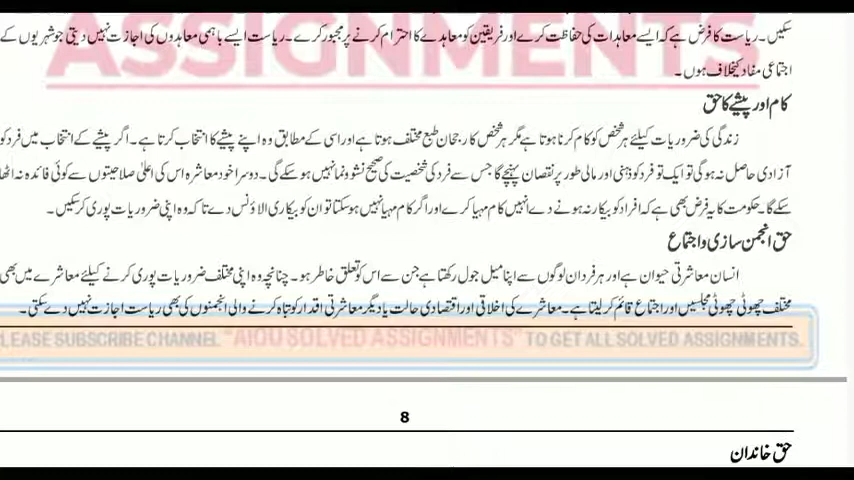 ASSIGNMENTS
سکیں۔ ریاست کا فرض ہے کہ ایسے معاہدات کی حفاظت کرے اور فریقین کو معاہدے کا احترام کرنے پر مجبور کرے۔ ریاست ایسے باہمی معاہدوں کی اجازت نہیں دیتی جو شہریوں کے
اجتماعی مفاد کیخلاف ہوں۔
کام اور پیشے کا حق
زندگی کی ضروریات کیلئے ہر شخص کو کام کرنا ہوتا ہے مگر ہر شخص کا رجحان طبع مختلف ہوتا ہے اور اسی کے مطابق وہ اپنے پیشے کا انتخاب کرتا ہے۔ اگر پیشے کے انتخاب میں فرد کو
آزادی حاصل نہ ہوگی تو ایک تو فرد کو ذہنی اور مالی طور پر نقصان پہنچے گا جس سے فرد کی شخصیت کی صحیح نشوونما نہیں ہو سکے گی۔ دوسرا خود معاشرہ اس کی اعلیٰ صلاحیتوں سے کوئی فائدہ نہ اٹھا
سکے گا۔ حکومت کا یہ فرض بھی ہے کہ افراد کو بیکار نہ ہونے دے انہیں کام مہیا کرے اور اگر کام مہیا نہیں ہو سکتا تو ان کو بیکاری الاؤنس دے تاکہ وہ اپنی ضروریات پوری کر سکیں۔
حق انجمن سازی و اجتماع
انسان معاشرتی حیوان ہے اور ہر فرد ان لوگوں سے اپنا میل جول رکھتا ہے جن سے اس کو تعلق خاطر ہو۔ چنانچہ وہ اپنی مختلف ضروریات پوری کرنے کیلئے معاشرے میں بھی
مختلف چھوٹی چھوٹی مجلسیں اور اجتماع قائم کر لیتا ہے۔ معاشرے کی اخلاقی اور اقتصادی حالت یا دیگر معاشرتی اقدار کو تباہ کرنے والی انجمنوں کی بھی ریاست اجازت نہیں دے سکتی۔
LEASE SUBSCRIBE CHANNEL "AIOU SOLVED ASSIGNMENTS" TO GET ALL SOLVED ASSIGNMENTS.
8
حق خاندان